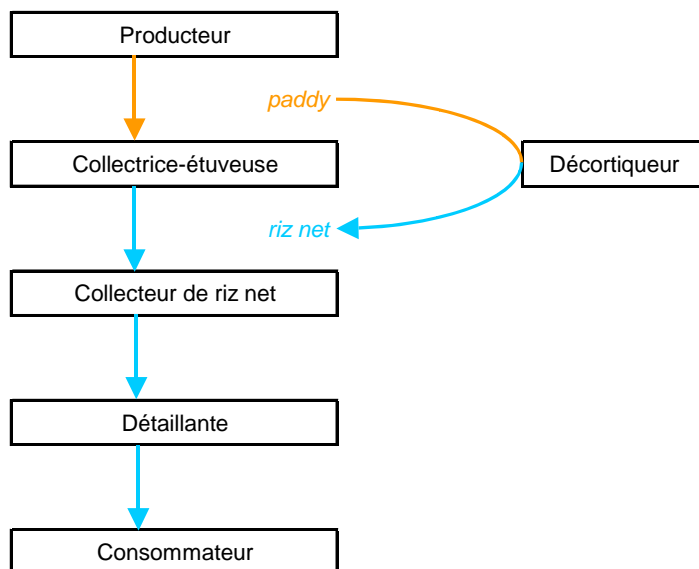 Producteur
paddy
Collectrice-étuveuse
Décortiqueur
riz net
Collecteur de riz net
Détaillante
Consommateur